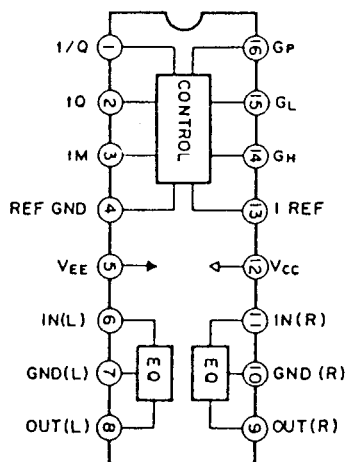 1/Q 1 16 GP
1Q 2 15 GL
1M 3 14 GH
CONTROL
REF GND 4 13 I REF
VEE 5 12 VCC
IN(L) 6 11 IN(R)
GND(L) 7 EQ EQ 10 GND (R)
OUT(L) 8 9 OUT(R)